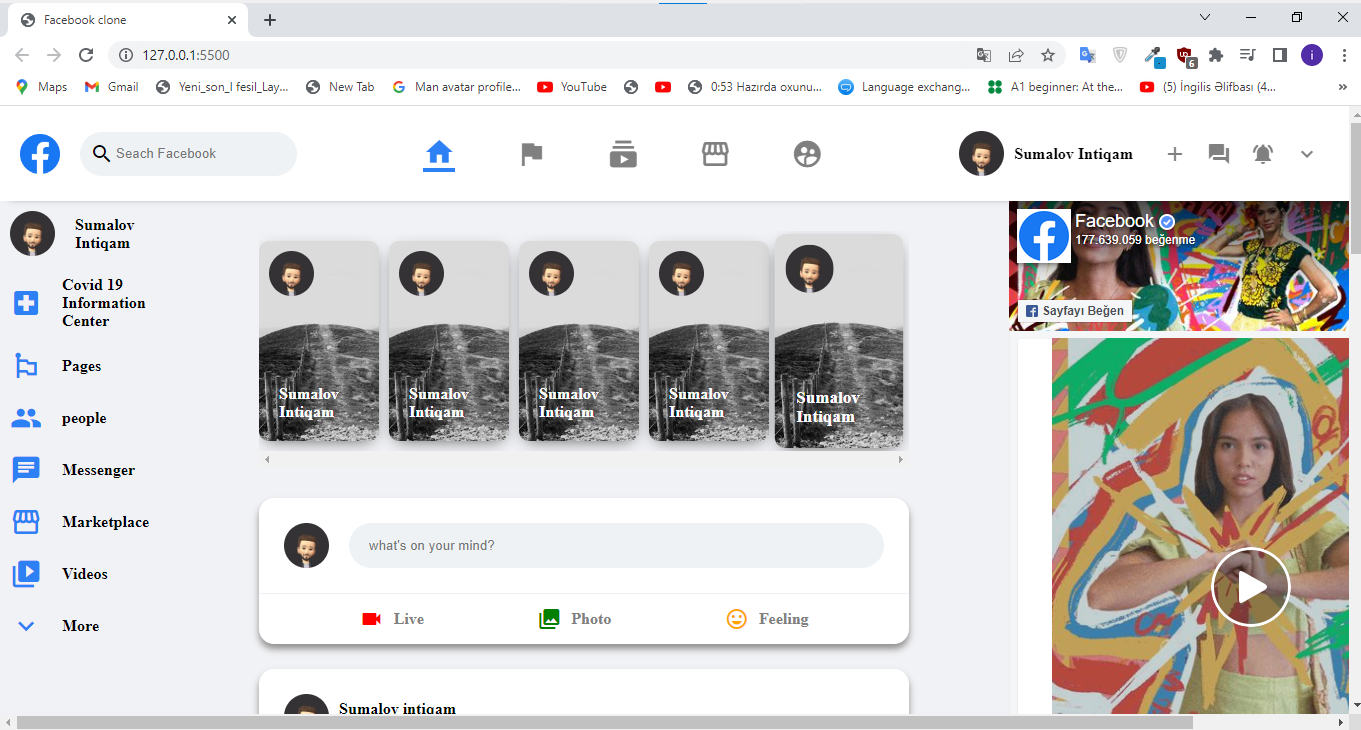 Facebook clone
127.0.0.1:5500
6
i
Maps
Gmail
Yeni_son_I fesil_Lay...
New Tab
Man avatar profile...
YouTube
0:53 Hazırda oxunu...
Language exchang...
A1 beginner: At the...
(5) İngilis Əlifbası (4...
»
Seach Facebook
Sumalov Intiqam
Sumalov
Intiqam
Covid 19
Information
Center
Pages
people
Messenger
Marketplace
Videos
More
Sumalov
Intiqam
Sumalov
Intiqam
Sumalov
Intiqam
Sumalov
Intiqam
Sumalov
Intiqam
what's on your mind?
Live
Photo
Feeling
Sumalov intiqam
Facebook
177.639.059 beğenme
Sayfayı Beğen